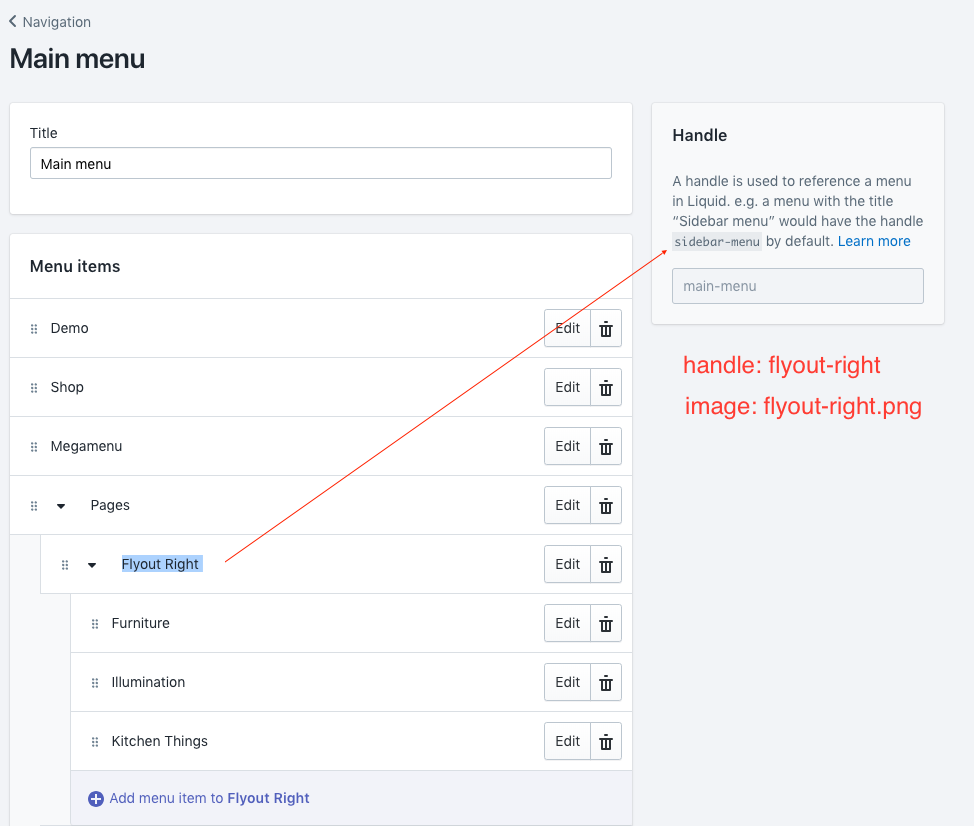 Navigation
Main menu
Title
Main menu
Menu items
Demo
Edit
Shop
Edit
Megamenu
Edit
Pages
Edit
Flyout Right
Edit
Furniture
Edit
Illumination
Edit
Kitchen Things
Edit
Add menu item to Flyout Right
Handle
A handle is used to reference a menu
in Liquid. e.g. a menu with the title
“Sidebar menu” would have the handle
sidebar-menu by default. Learn more
main-menu
handle: flyout-right
image: flyout-right.png